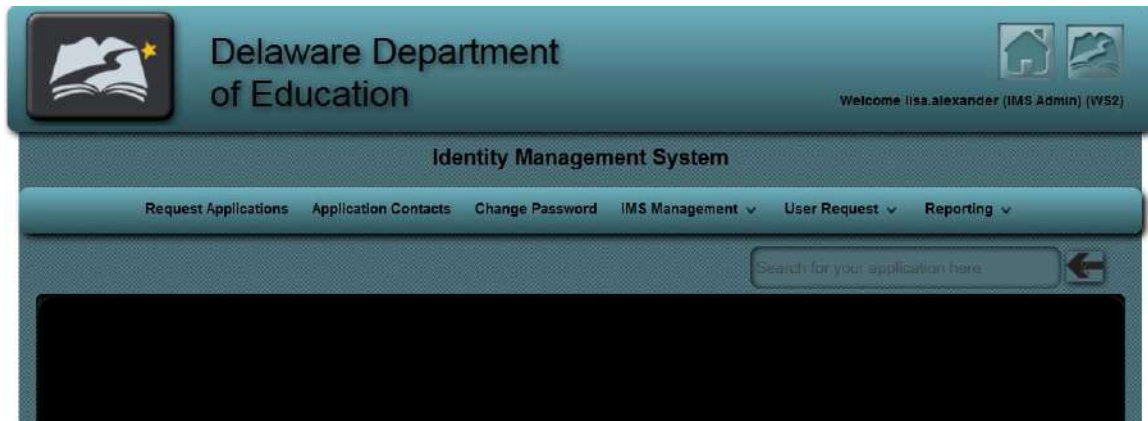 Delaware Department
of Education
Welcome lisa.alexander (IMS Admin) (WS2)
Identity Management System
Request Applications Application Contacts Change Password IMS Management User Request Reporting
Search for your application here